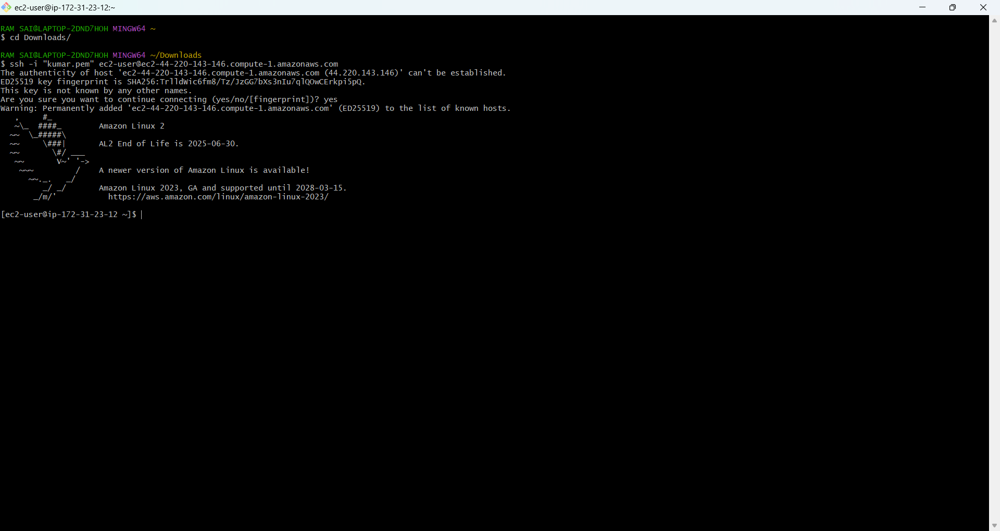 ec2-user@ip-172-31-23-12:~
RAM SAI@LAPTOP-2DND7HOH MINGW64 ~
$ cd Downloads/
RAM SAI@LAPTOP-2DND7HOH MINGW64 ~/Downloads
$ ssh -i "kumar.pem" ec2-user@ec2-44-220-143-146.compute-1.amazonaws.com
The authenticity of host 'ec2-44-220-143-146.compute-1.amazonaws.com (44.220.143.146)' can't be established.
ED25519 key fingerprint is SHA256:TrlldWic6fm8/Tz/JzGG7bXs3nIu7qlQOwCErkpi5pQ.
This key is not known by any other names.
Are you sure you want to continue connecting (yes/no/[fingerprint])? yes
Warning: Permanently added 'ec2-44-220-143-146.compute-1.amazonaws.com' (ED25519) to the list of known hosts.
   ,     #_
   ~\_  ####_        Amazon Linux 2
  ~~  \_#####\
  ~~     \###|       AL2 End of Life is 2025-06-30.
  ~~       \#/ ___
   ~~       V~' '->
    ~~~         /    A newer version of Amazon Linux is available!
      ~~._.   _/
         _/ _/       Amazon Linux 2023, GA and supported until 2028-03-15.
       _/m/'           https://aws.amazon.com/linux/amazon-linux-2023/
[ec2-user@ip-172-31-23-12 ~]$